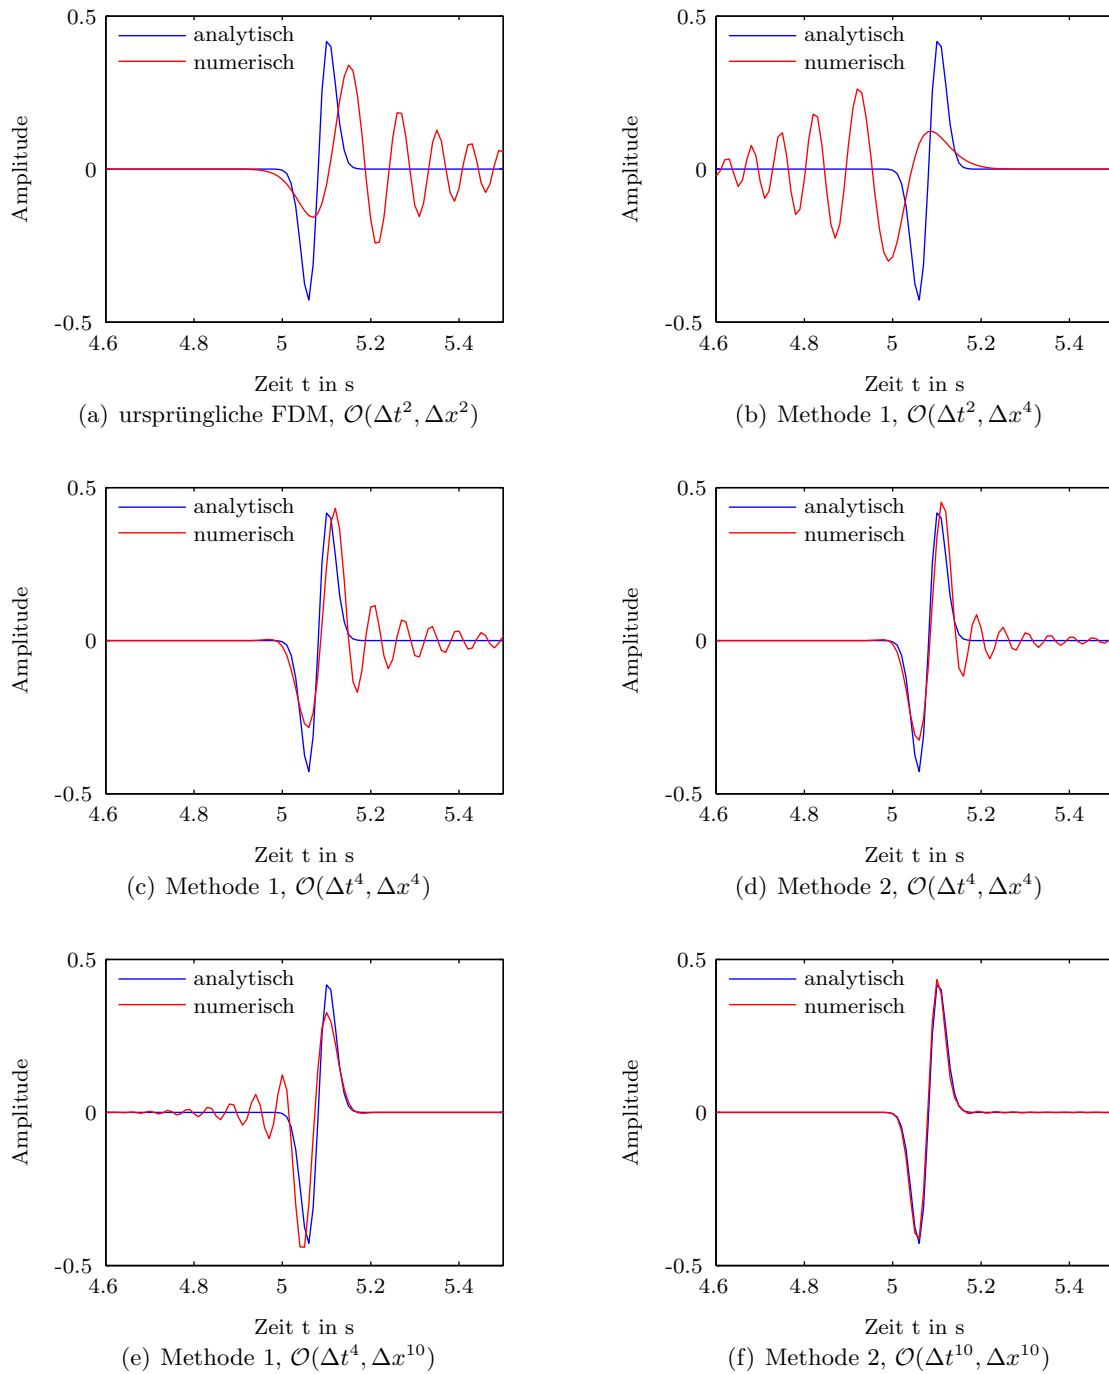 0.5
analytisch
numerisch
Amplitude
0
-0.5
4.6 4.8 5 5.2 5.4
Zeit t in s
(a) ursprüngliche FDM, 𝒪(Δt², Δx²)
0.5
analytisch
numerisch
Amplitude
0
-0.5
4.6 4.8 5 5.2 5.4
Zeit t in s
(b) Methode 1, 𝒪(Δt², Δx⁴)
0.5
analytisch
numerisch
Amplitude
0
-0.5
4.6 4.8 5 5.2 5.4
Zeit t in s
(c) Methode 1, 𝒪(Δt⁴, Δx⁴)
0.5
analytisch
numerisch
Amplitude
0
-0.5
4.6 4.8 5 5.2 5.4
Zeit t in s
(d) Methode 2, 𝒪(Δt⁴, Δx⁴)
0.5
analytisch
numerisch
Amplitude
0
-0.5
4.6 4.8 5 5.2 5.4
Zeit t in s
(e) Methode 1, 𝒪(Δt⁴, Δx¹⁰)
0.5
analytisch
numerisch
Amplitude
0
-0.5
4.6 4.8 5 5.2 5.4
Zeit t in s
(f) Methode 2, 𝒪(Δt¹⁰, Δx¹⁰)